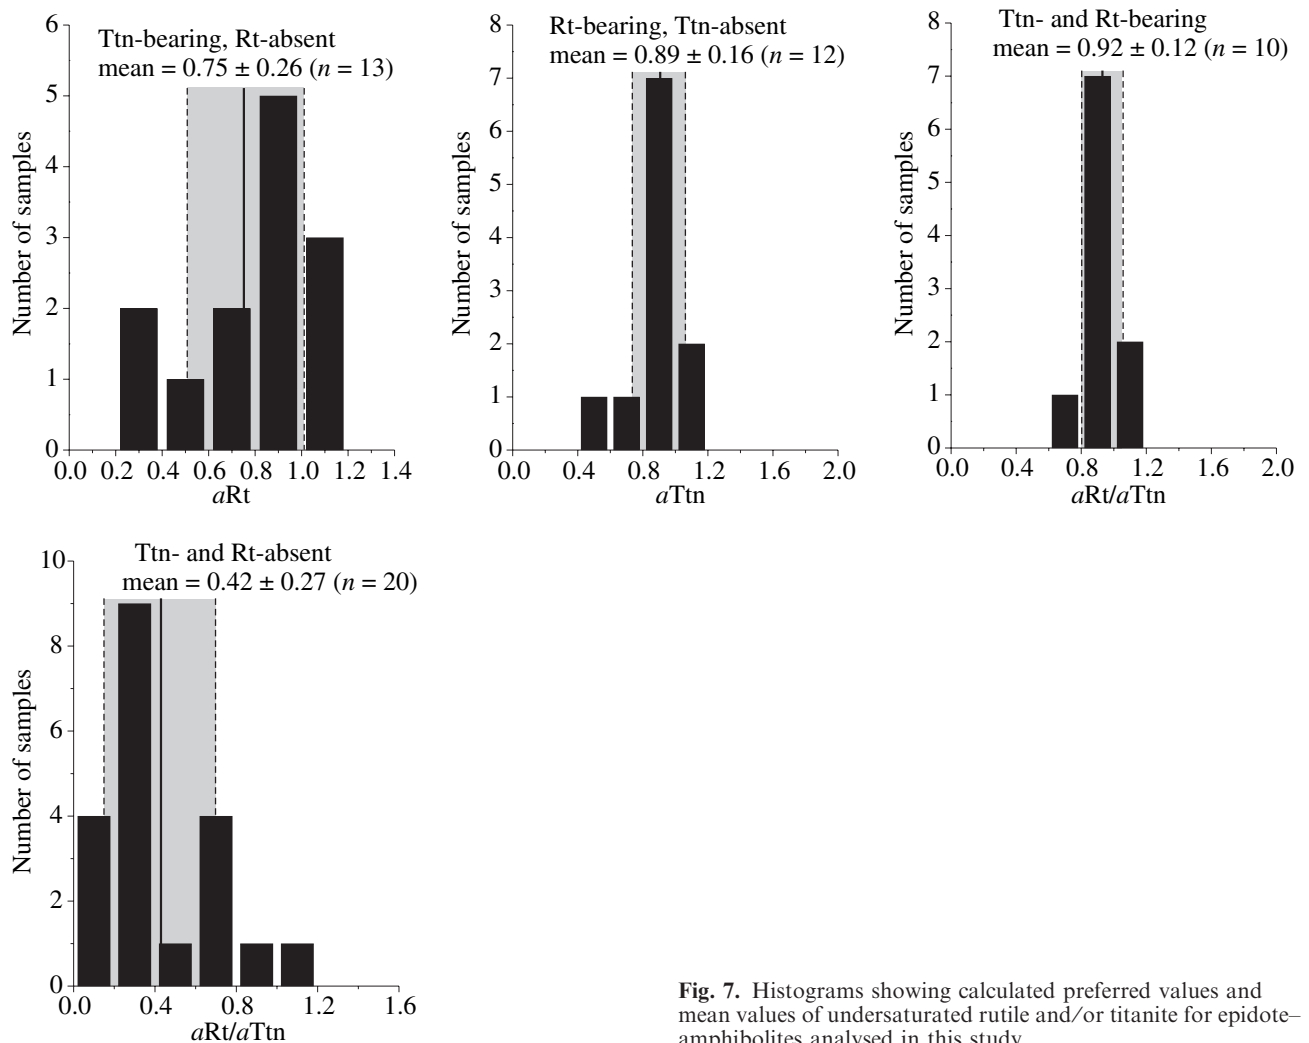 Ttn-bearing, Rt-absent
mean = 0.75 ± 0.26 (n = 13)
Number of samples
6
5
4
3
2
1
0
0.0 0.2 0.4 0.6 0.8 1.0 1.2 1.4
aRt
Rt-bearing, Ttn-absent
mean = 0.89 ± 0.16 (n = 12)
Number of samples
8
7
6
5
4
3
2
1
0
0.0 0.4 0.8 1.2 1.6 2.0
aTtn
Ttn- and Rt-bearing
mean = 0.92 ± 0.12 (n = 10)
Number of samples
8
7
6
5
4
3
2
1
0
0.0 0.4 0.8 1.2 1.6 2.0
aRt/aTtn
Ttn- and Rt-absent
mean = 0.42 ± 0.27 (n = 20)
Number of samples
10
8
6
4
2
0
0.0 0.4 0.8 1.2 1.6
aRt/aTtn
Fig. 7. Histograms showing calculated preferred values and
mean values of undersaturated rutile and/or titanite for epidote–
amphibolites analysed in this study